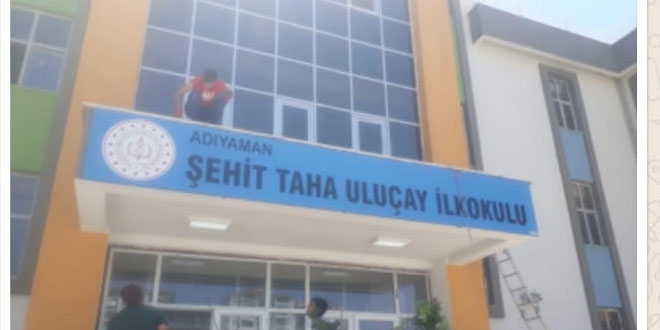 ADIYAMAN
ŞEHİT TAHA ULUÇAY İLKOKULU